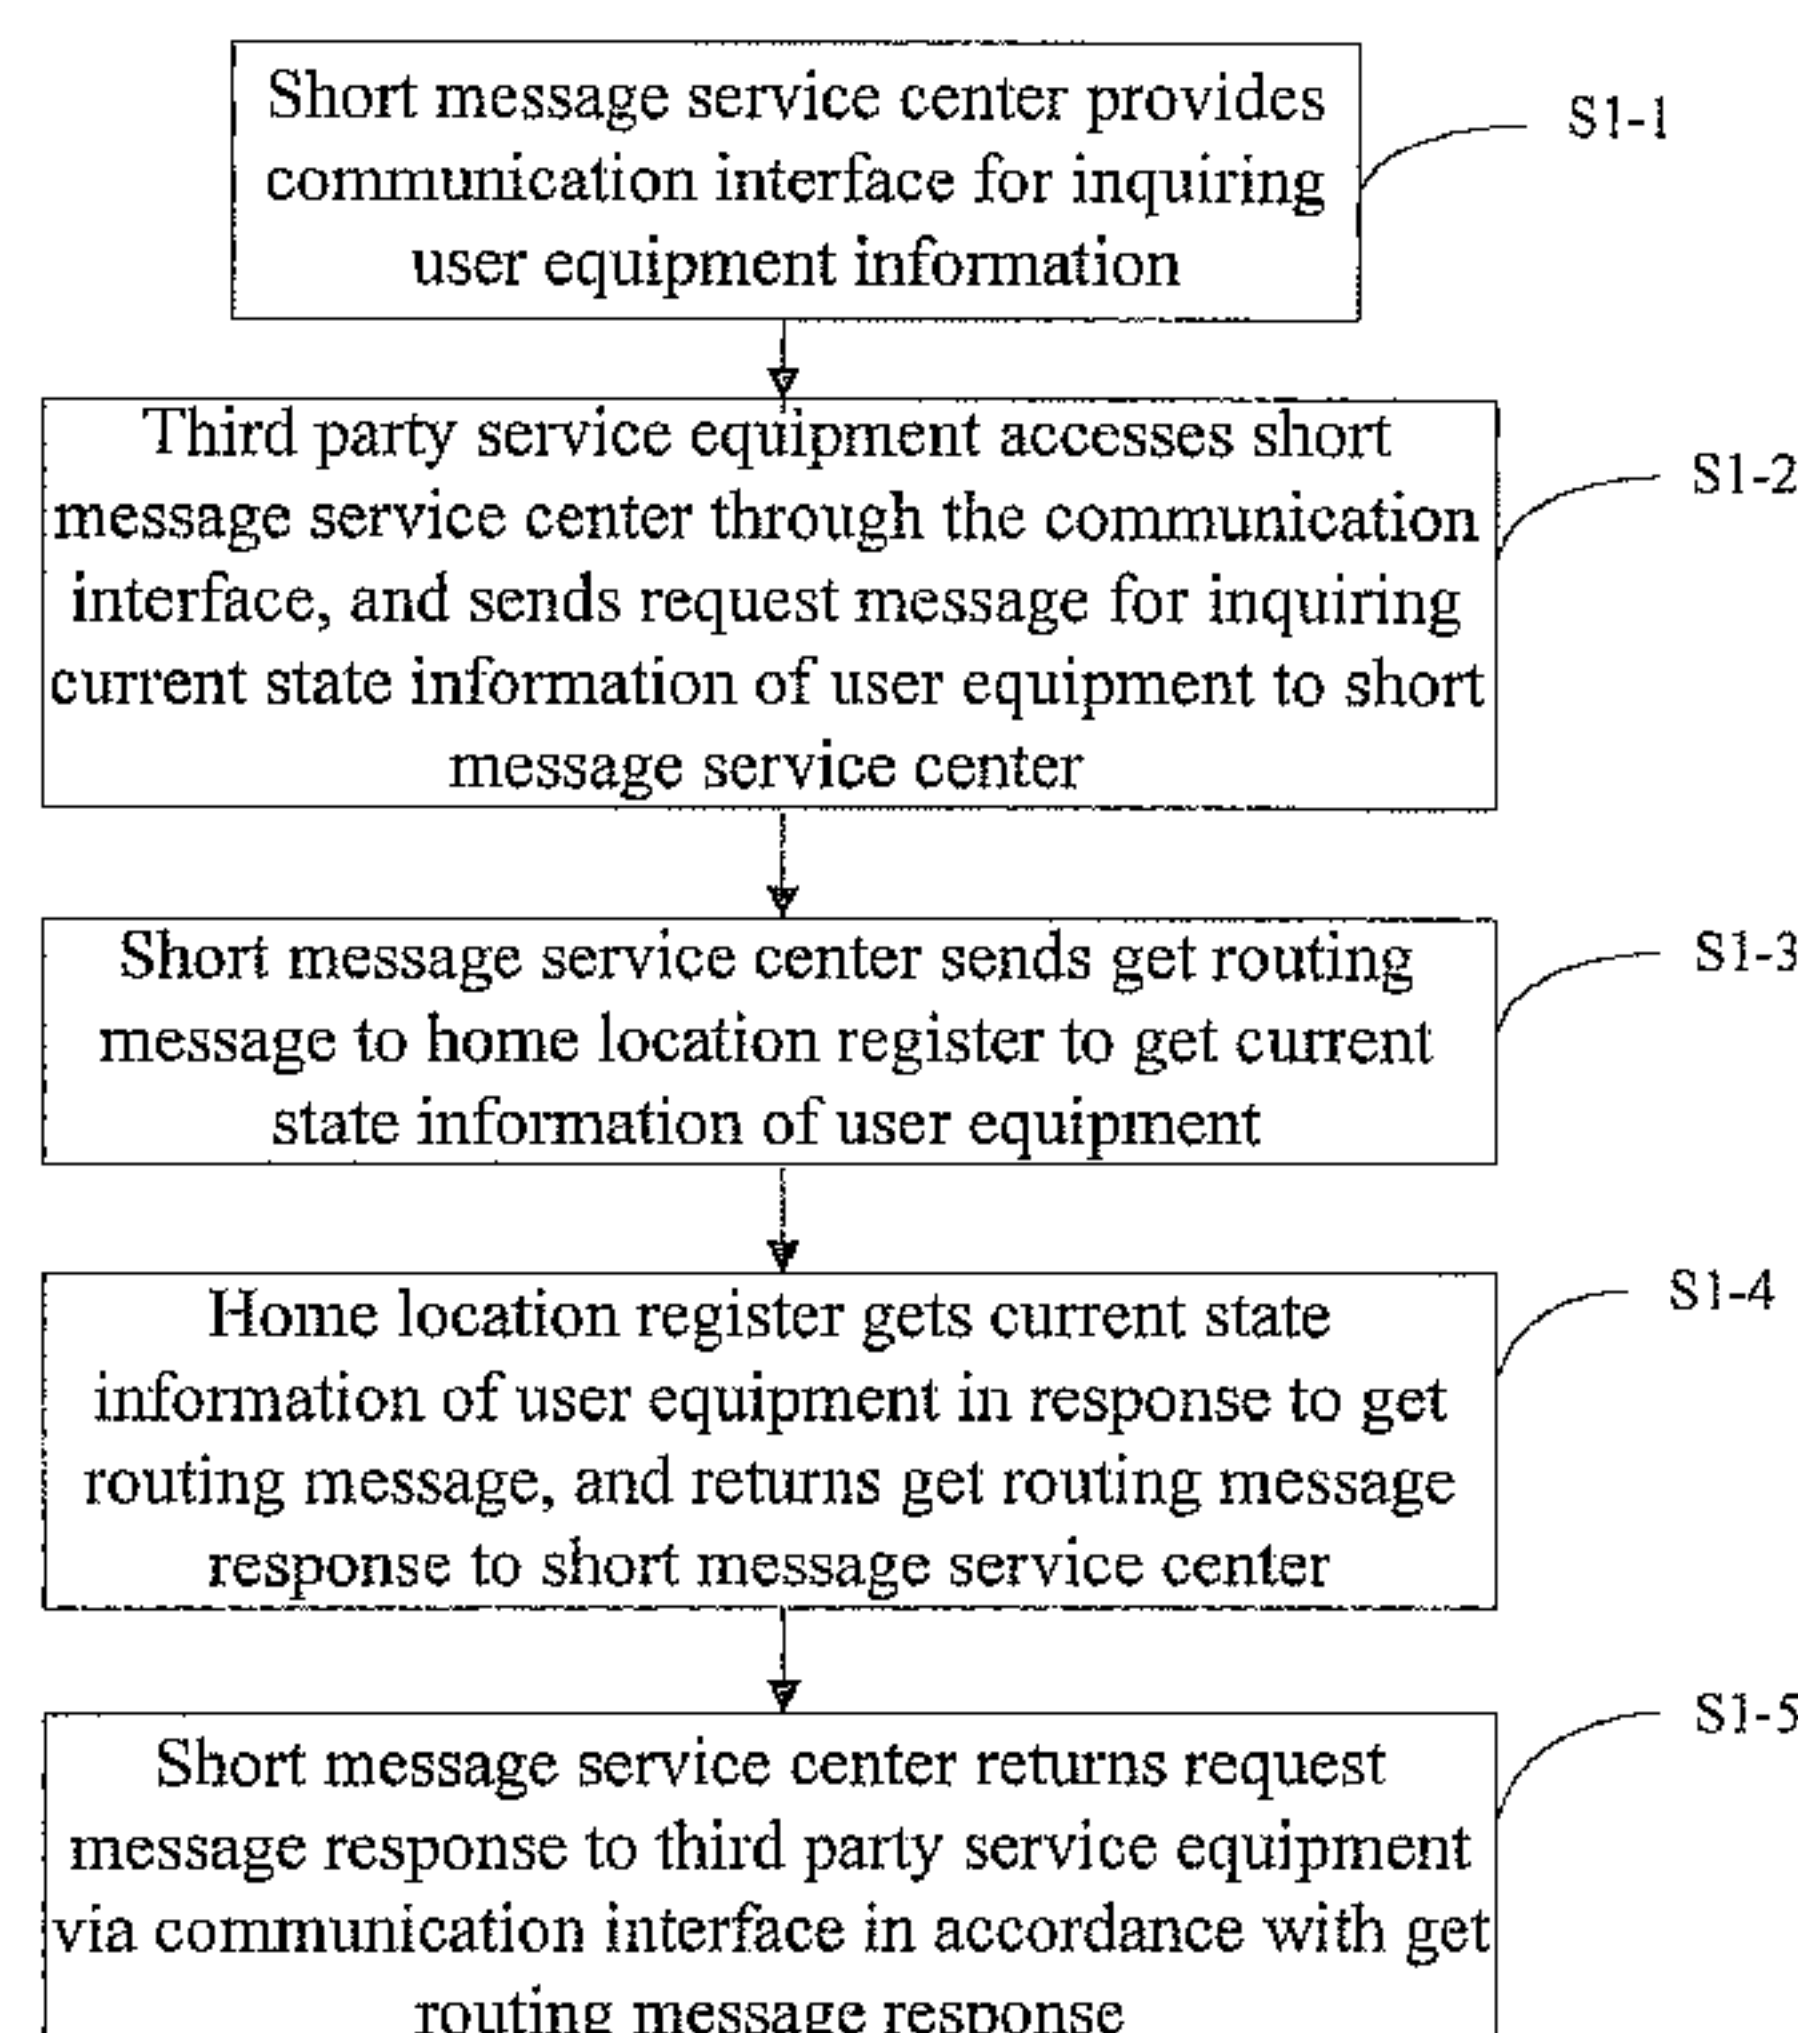 Short message service center provides
communication interface for inquiring
user equipment information
S1-1
Third party service equipment accesses short
message service center through the communication
interface, and sends request message for inquiring
current state information of user equipment to short
message service center
S1-2
Short message service center sends get routing
message to home location register to get current
state information of user equipment
S1-3
Home location register gets current state
information of user equipment in response to get
routing message, and returns get routing message
response to short message service center
S1-4
Short message service center returns request
message response to third party service equipment
via communication interface in accordance with get
routing message response
S1-5